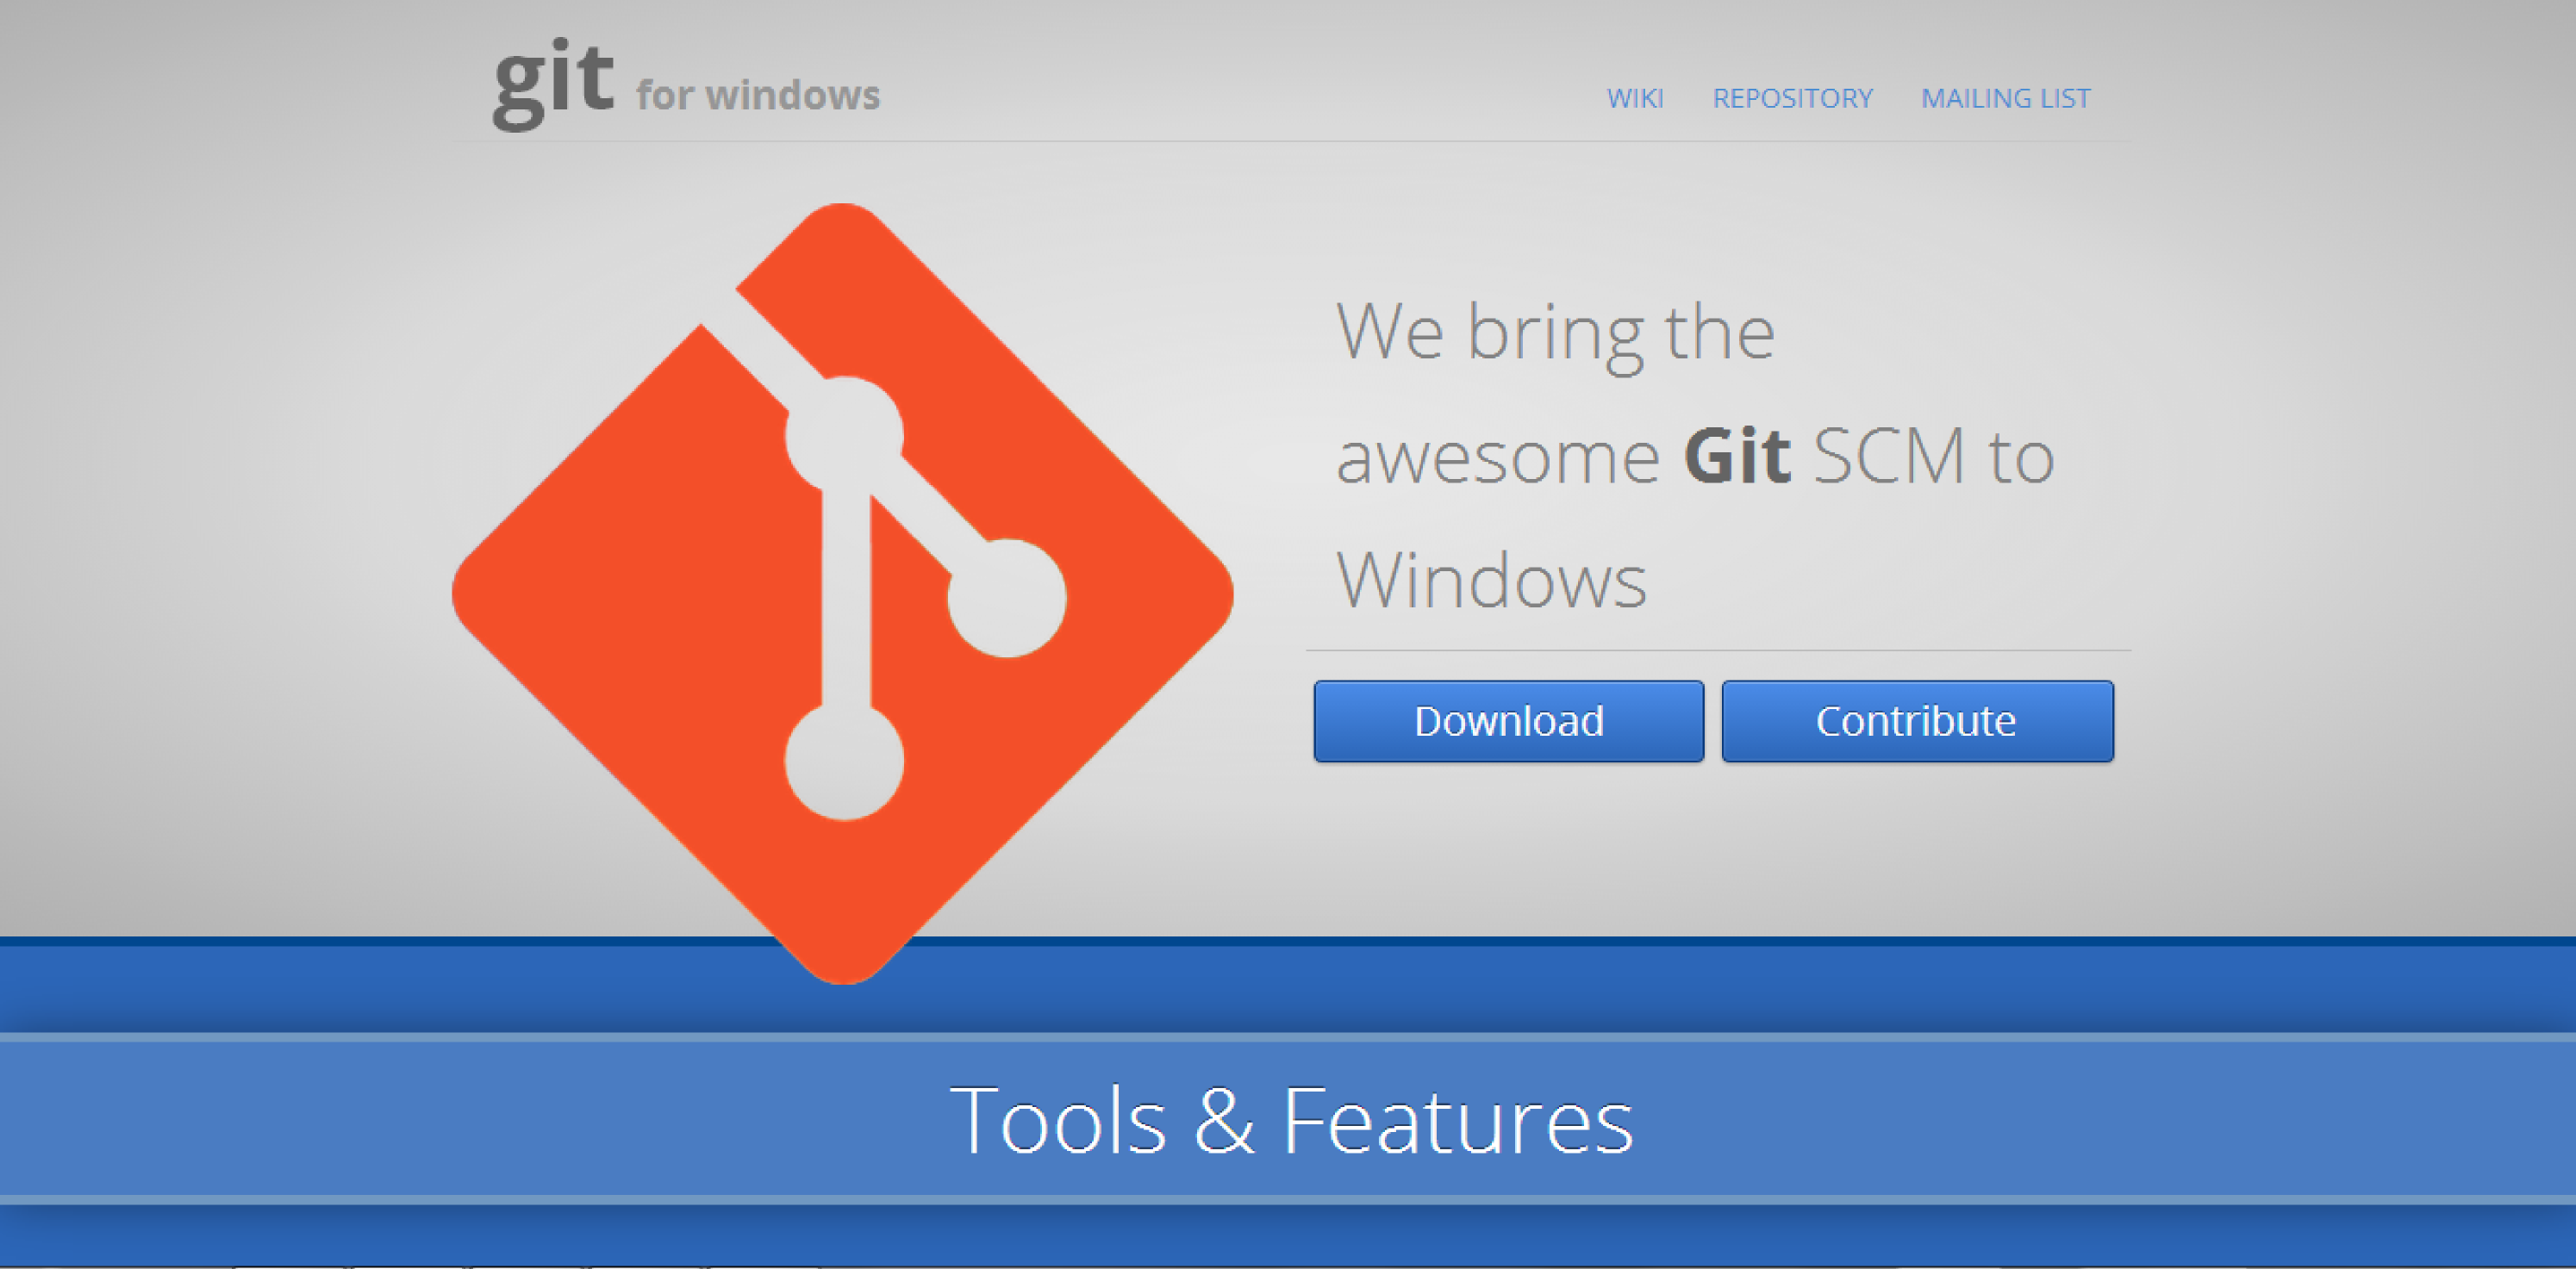 git for windows
WIKI REPOSITORY MAILING LIST
We bring the
awesome Git SCM to
Windows
Download Contribute
Tools & Features